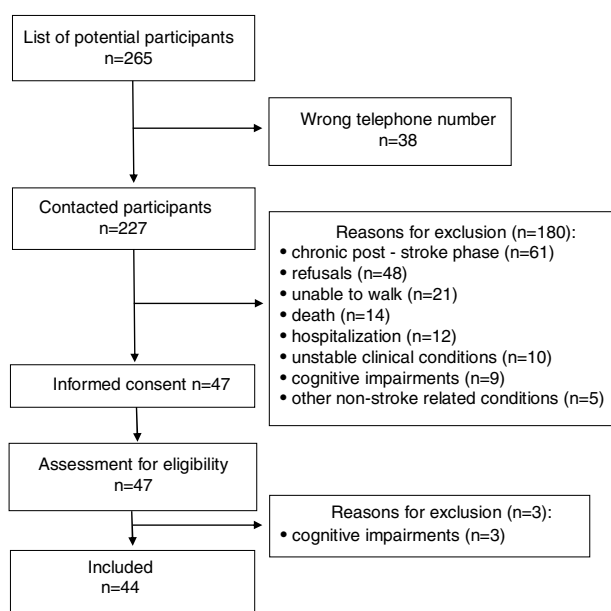 List of potential participants
n=265
Wrong telephone number
n=38
Contacted participants
n=227
Reasons for exclusion (n=180):
• chronic post - stroke phase (n=61)
• refusals (n=48)
• unable to walk (n=21)
• death (n=14)
• hospitalization (n=12)
• unstable clinical conditions (n=10)
• cognitive impairments (n=9)
• other non-stroke related conditions (n=5)
Informed consent n=47
Assessment for eligibility
n=47
Reasons for exclusion (n=3):
• cognitive impairments (n=3)
Included
n=44